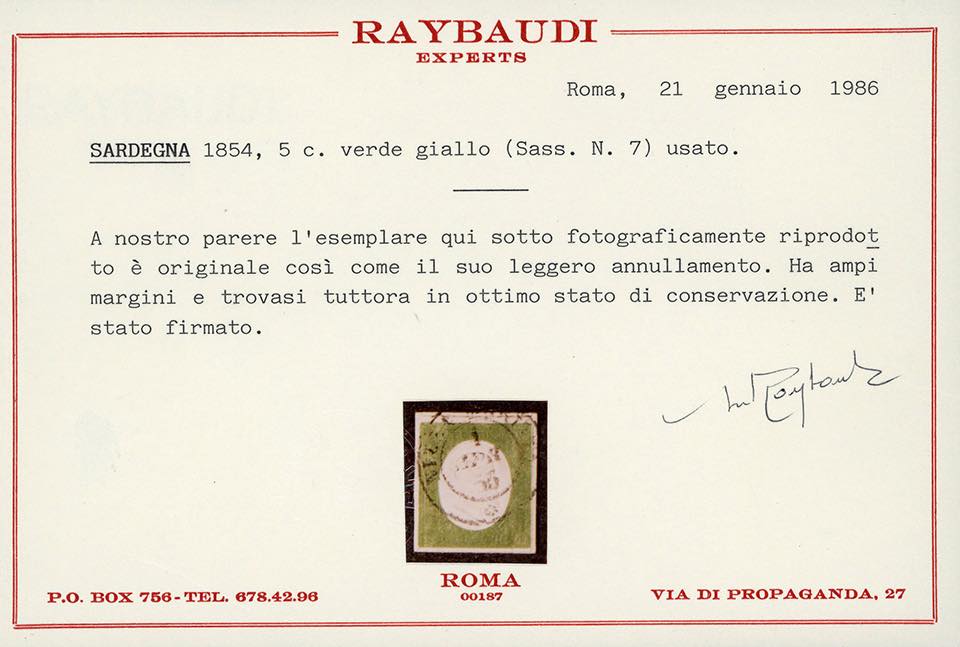 RAYBAUDI
EXPERTS
Roma, 21 gennaio 1986
SARDEGNA 1854, 5 c. verde giallo (Sass. N. 7) usato.
A nostro parere l'esemplare qui sotto fotograficamente riprodot
to è originale così come il suo leggero annullamento. Ha ampi
margini e trovasi tuttora in ottimo stato di conservazione. E'
stato firmato.
Raybaudi
ROMA
00187
P.O. BOX 756-TEL. 678.42.96
VIA DI PROPAGANDA, 27